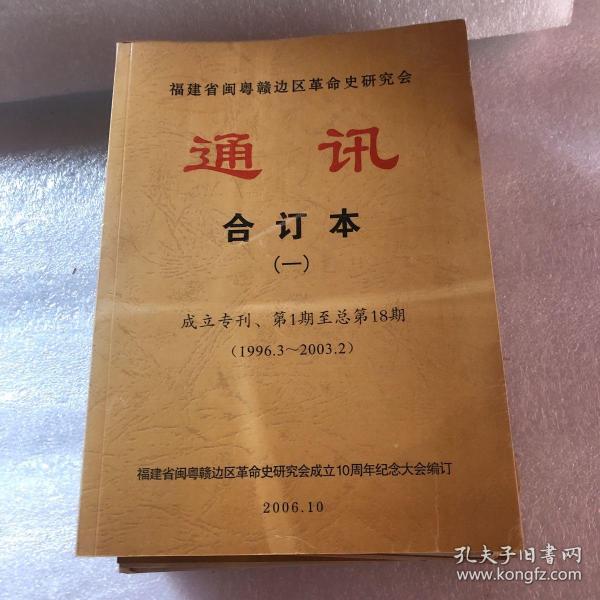 福建省闽粤赣边区革命史研究会
通讯
合订本
（一）
成立专刊、第1期至总第18期
（1996.3～2003.2）
福建省闽粤赣边区革命史研究会成立10周年纪念大会编订
2006.10
孔夫子旧书网
www.kongfz.com